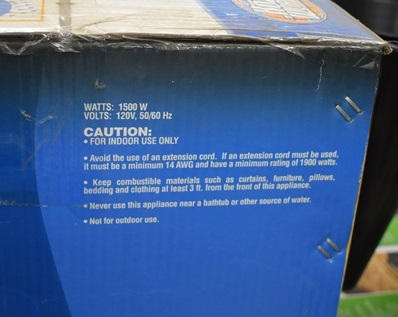 WATTS: 1500 W
VOLTS: 120V, 50/60 Hz
CAUTION:
• FOR INDOOR USE ONLY
• Avoid the use of an extension cord. If an extension cord must be used,
it must be a minimum 14 AWG and have a minimum rating of 1900 watts.
• Keep combustible materials such as curtains, furniture, pillows,
bedding and clothing at least 3 ft. from the front of this appliance.
• Never use this appliance near a bathtub or other source of water.
• Not for outdoor use.